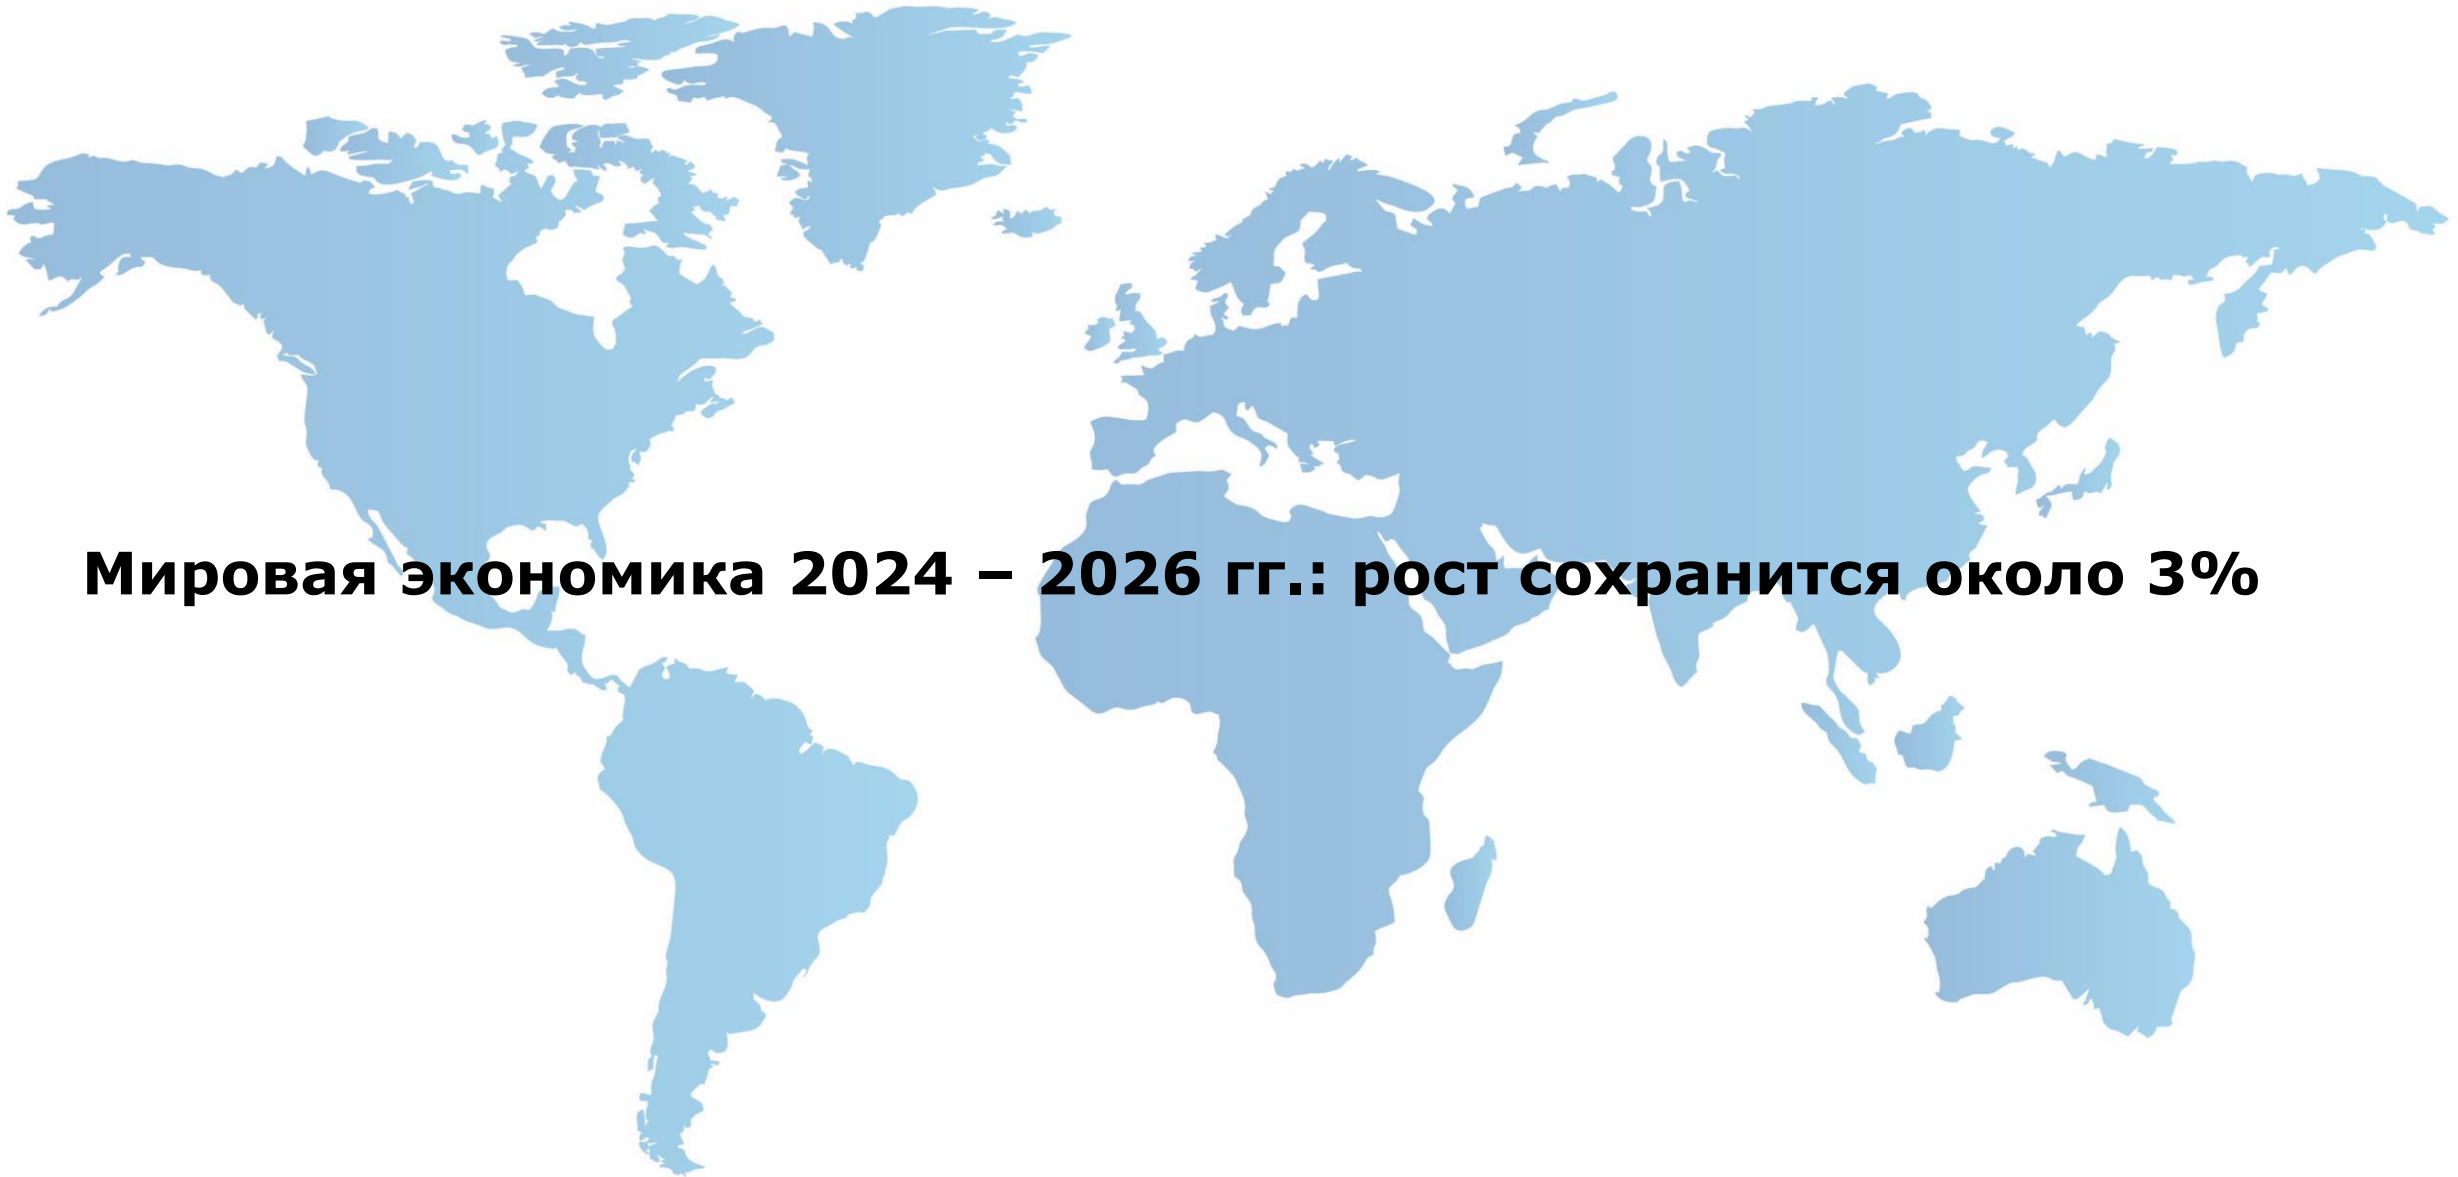 Мировая экономика 2024 – 2026 гг.: рост сохранится около 3%